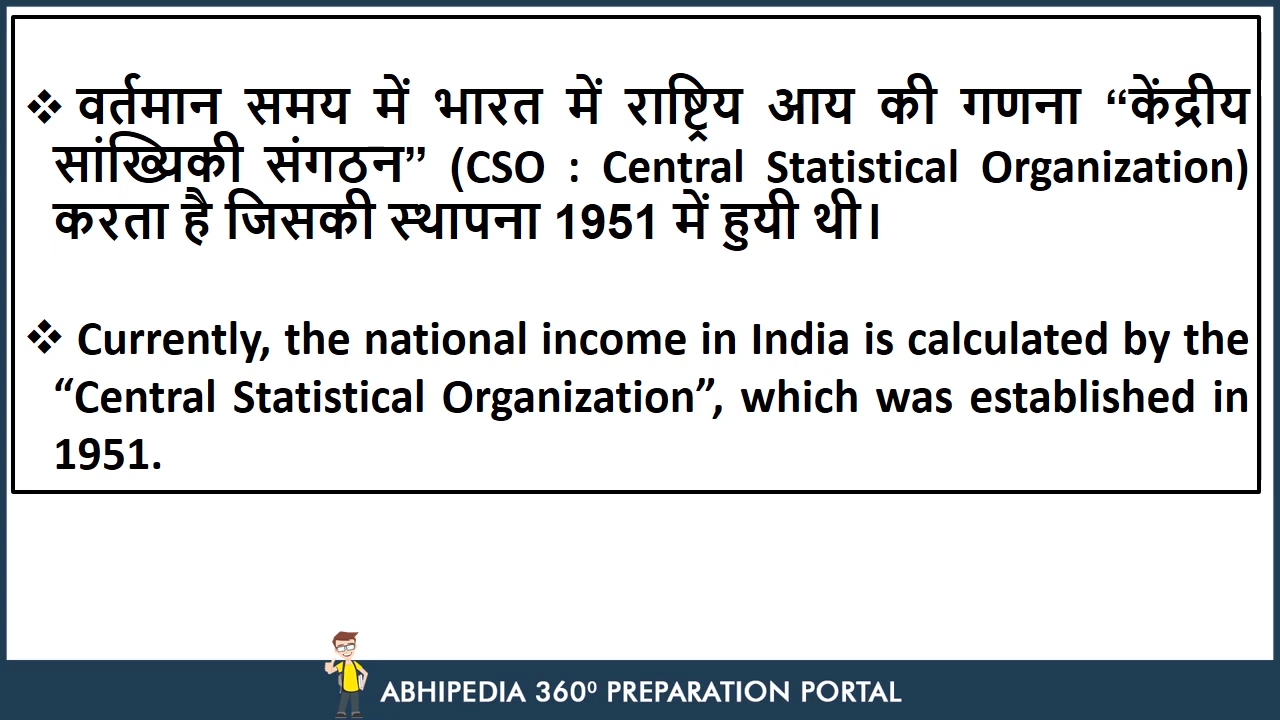 ❖ वर्तमान समय में भारत में राष्ट्रिय आय की गणना “केंद्रीय
सांख्यिकी संगठन” (CSO : Central Statistical Organization)
करता है जिसकी स्थापना 1951 में हुयी थी।
❖ Currently, the national income in India is calculated by the
“Central Statistical Organization”, which was established in
1951.
ABHIPEDIA 360⁰ PREPARATION PORTAL